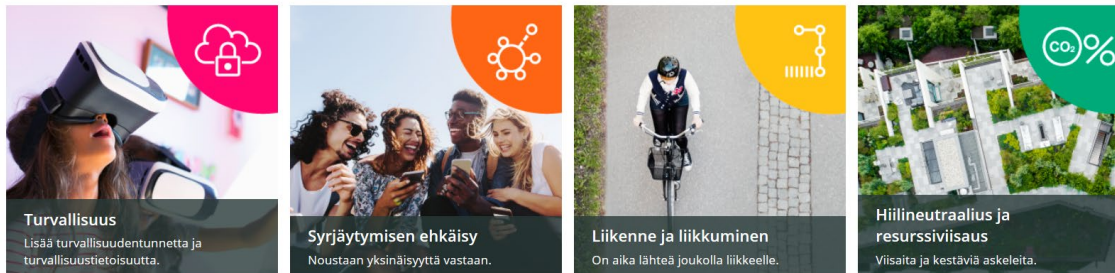 Turvallisuus
Lisää turvallisuudentunnetta ja
turvallisuustietoisuutta.
Syrjäytymisen ehkäisy
Noustaan yksinäisyyttä vastaan.
Liikenne ja liikkuminen
On aika lähteä joukolla liikkeelle.
CO₂%
Hiilineutraalius ja
resurssiviisaus
Viisaita ja kestäviä askeleita.